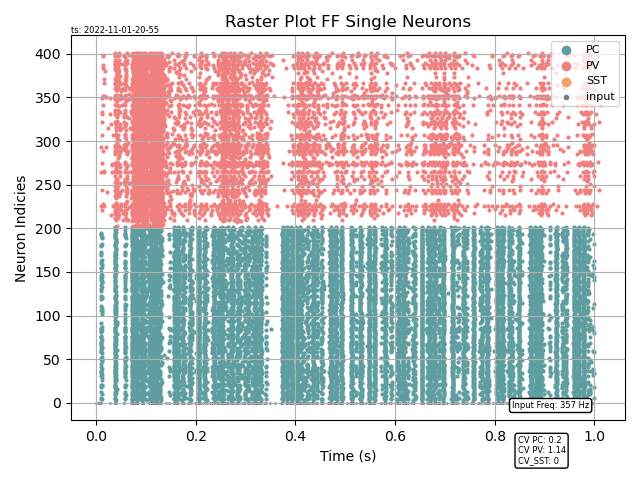 Raster Plot FF Single Neurons
ts: 2022-11-01-20-55
PC
PV
SST
input
400
350
300
250
200
150
100
50
0
Neuron Indicies
Input Freq: 357 Hz
0.0 0.2 0.4 0.6 0.8 1.0
Time (s)
CV PC: 0.2
CV PV: 1.14
CV_SST: 0